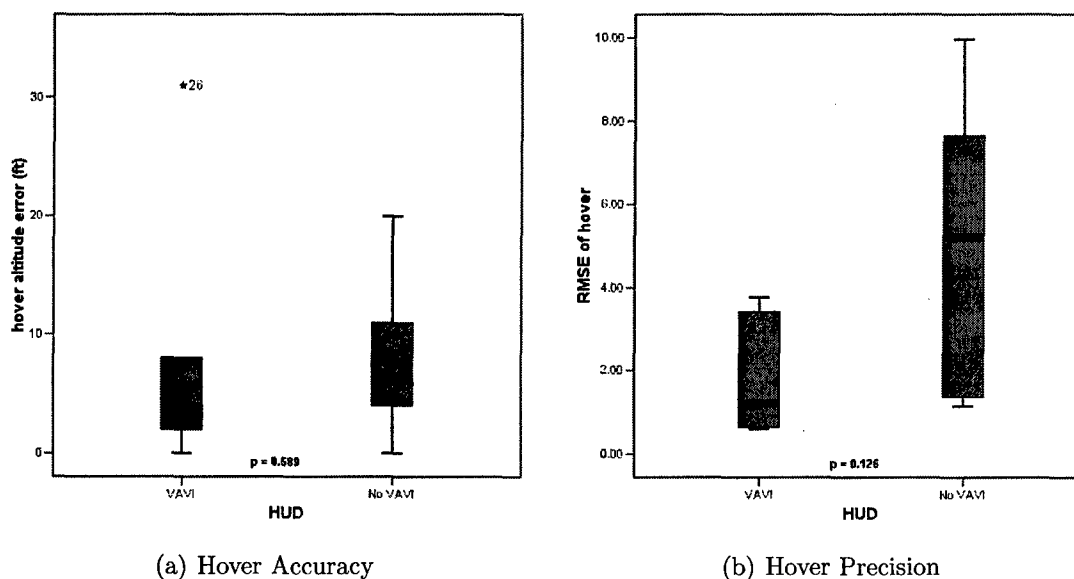 hover altitude error (ft)
30
20
10
0
★26
p = 0.589
VAVI
No VAVI
HUD
(a) Hover Accuracy
RMSE of hover
10.00
8.00
6.00
4.00
2.00
0.00
p = 0.126
VAVI
No VAVI
HUD
(b) Hover Precision